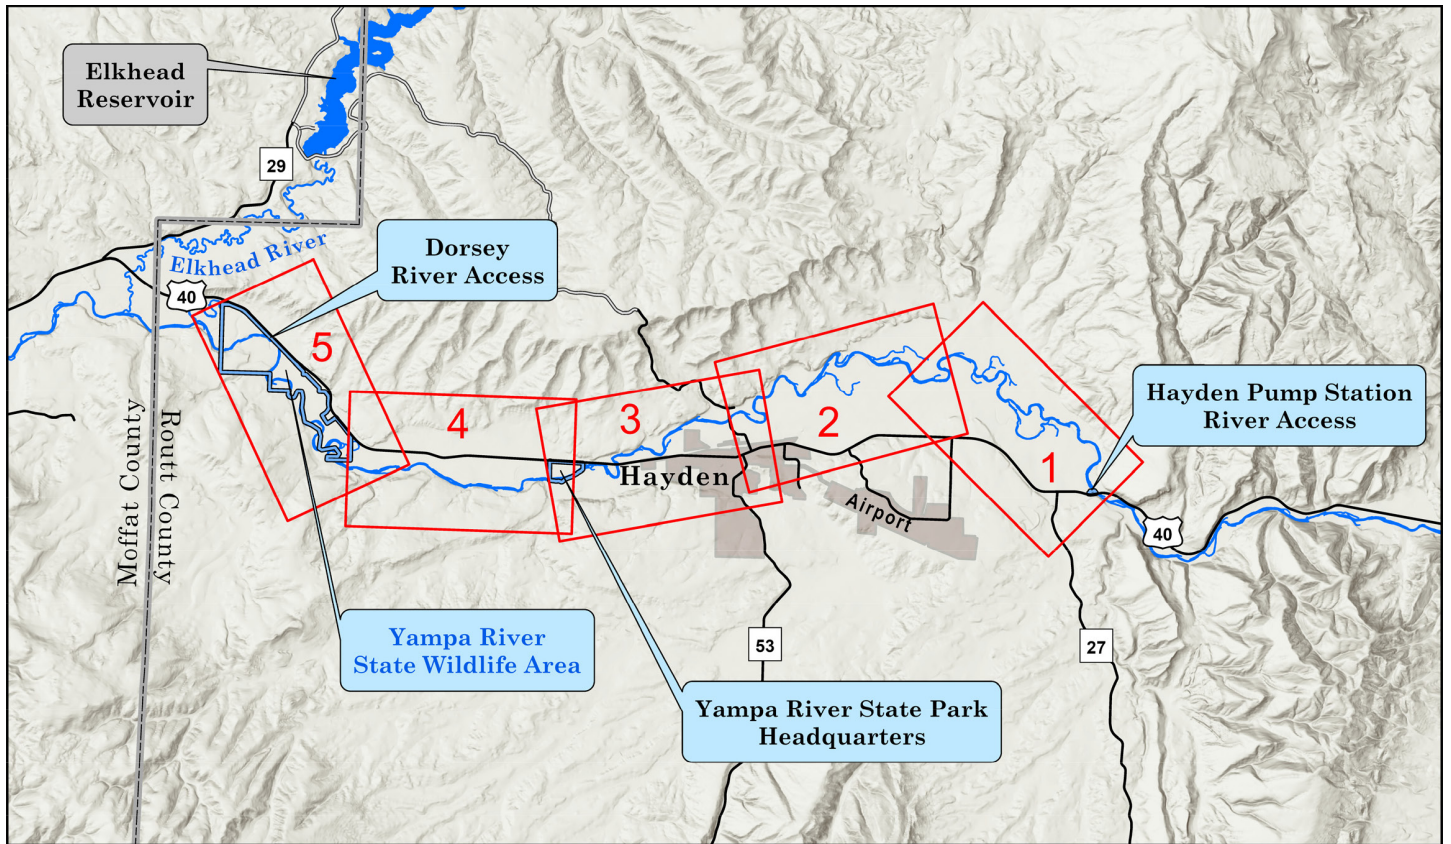 Elkhead
Reservoir
29
Elkhead River
Dorsey
River Access
40
5
4
3
2
1
Hayden Pump Station
River Access
Hayden
Airport
40
Moffat County
Routt County
Yampa River
State Wildlife Area
53
27
Yampa River State Park
Headquarters